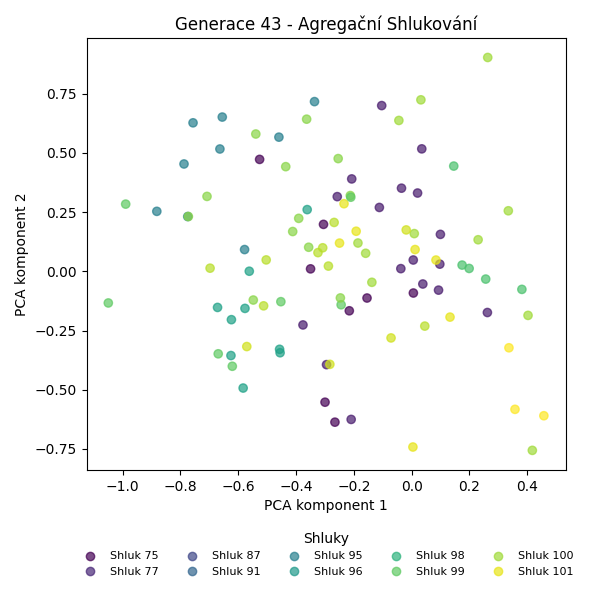 Generace 43 - Agregační Shlukování
PCA komponent 2
0.75
0.50
0.25
0.00
−0.25
−0.50
−0.75
−1.0 −0.8 −0.6 −0.4 −0.2 0.0 0.2 0.4
PCA komponent 1
Shluky
Shluk 75 Shluk 87 Shluk 95 Shluk 98 Shluk 100
Shluk 77 Shluk 91 Shluk 96 Shluk 99 Shluk 101